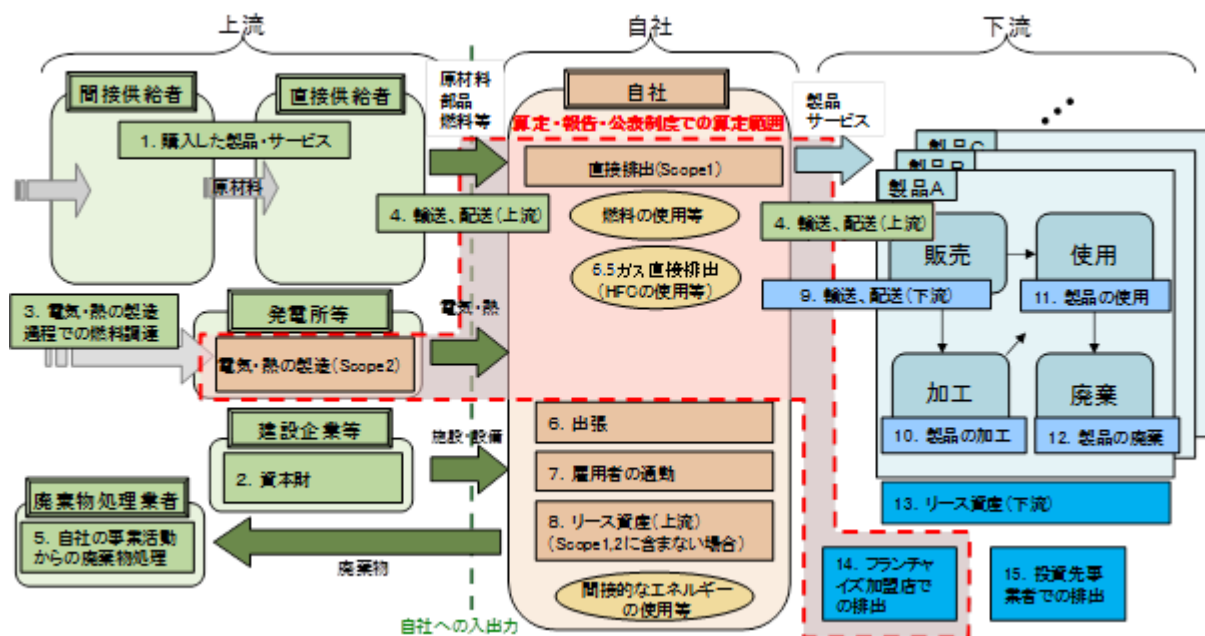 上流
自社
下流
間接供給者
直接供給者
原材料
部品
燃料等
自社
製品
サービス
算定・報告・公表制度での算定範囲
1. 購入した製品・サービス
原材料
直接排出(Scope1)
4. 輸送、配送(上流)
燃料の使用等
6.5ガス直接排出
(HFCの使用等)
製品C
製品B
製品A
4. 輸送、配送(上流)
販売
使用
9. 輸送、配送(下流)
11. 製品の使用
3. 電気・熱の製造
過程での燃料調達
発電所等
電気・熱
電気・熱の製造(Scope2)
加工
廃棄
10. 製品の加工
12. 製品の廃棄
建設企業等
施設・設備
2. 資本財
6. 出張
7. 雇用者の通勤
8. リース資産(上流)
(Scope1,2に含まない場合)
13. リース資産(下流)
廃棄物処理業者
5. 自社の事業活動
からの廃棄物処理
廃棄物
間接的なエネルギー
の使用等
14. フランチャ
イズ加盟店で
の排出
15. 投資先事
業者での排出
自社への入出力